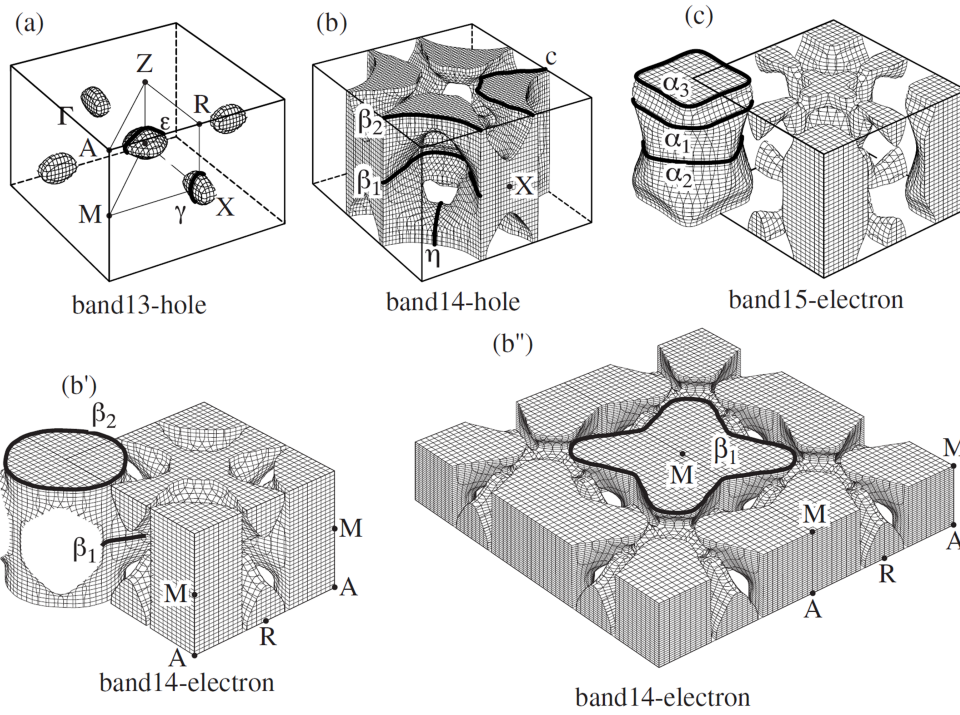 (a)
Z
Γ
ε
R
A
M
γ
X
band13-hole
(b)
c
β2
β1
X
η
band14-hole
(c)
α3
α1
α2
band15-electron
(b')
β2
β1
M
M
A
R
A
band14-electron
(b")
β1
M
M
M
A
R
A
band14-electron